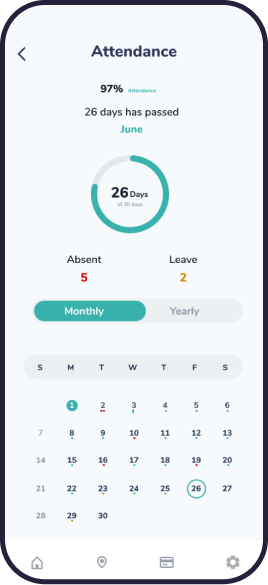 Attendance
97% Attendance
26 days has passed
June
26 Days
of 30 days
Absent Leave
5 2
Monthly Yearly
S M T W T F S
1 2 3 4 5 6
7 8 9 10 11 12 13
14 15 16 17 18 19 20
21 22 23 24 25 26 27
28 29 30